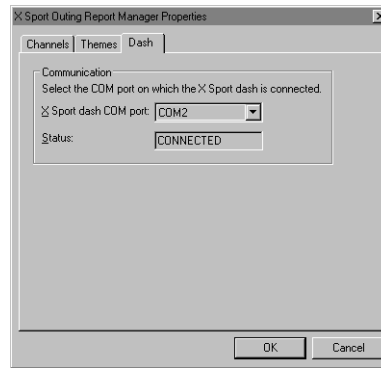 X Sport Outing Report Manager Properties
Channels Themes Dash
Communication
Select the COM port on which the X Sport dash is connected.
X Sport dash COM port: COM2
Status: CONNECTED
OK Cancel